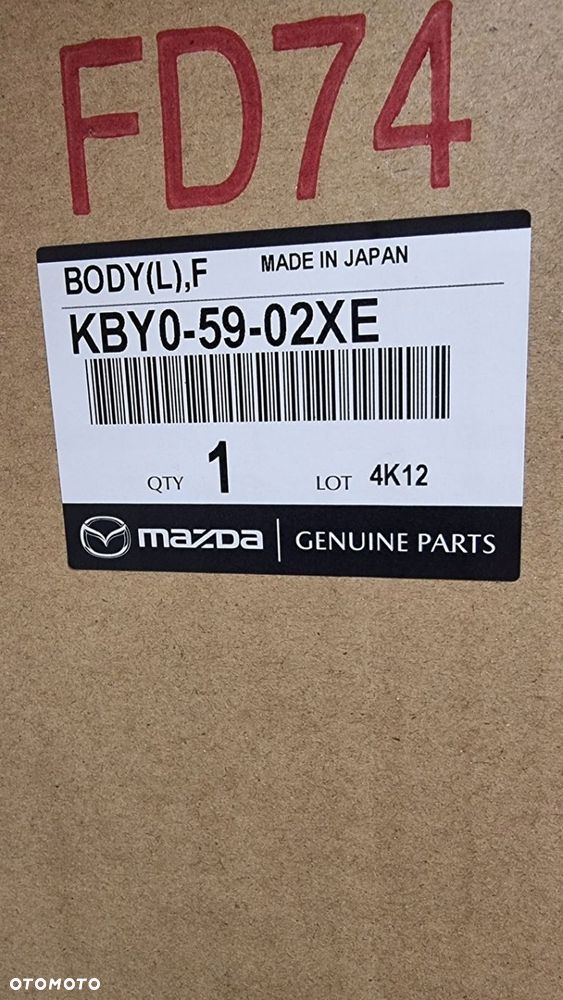 FD74
BODY(L),F MADE IN JAPAN
KBY0-59-02XE
QTY 1 LOT 4K12
mazda GENUINE PARTS
OTOMOTO